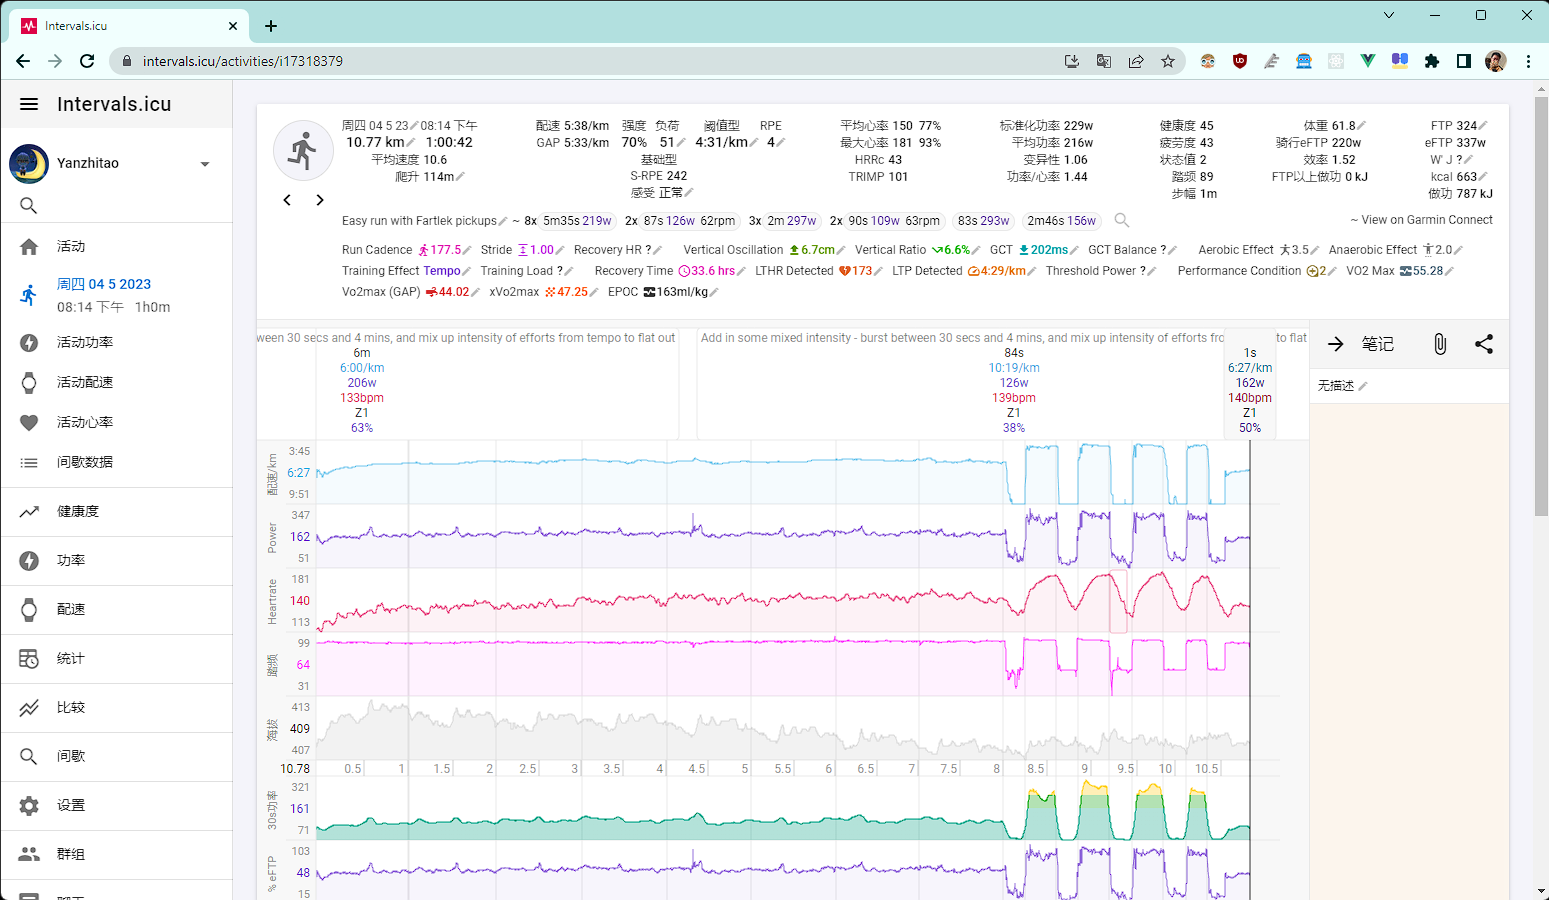 Intervals.icu
intervals.icu/activities/i17318379
Intervals.icu
Yanzhitao
活动
周四 04 5 2023
08:14 下午 1h0m
活动功率
活动配速
活动心率
间歇数据
健康度
功率
配速
统计
比较
间歇
设置
群组
周四 04 5 23 08:14 下午
10.77 km 1:00:42
平均速度 10.6
爬升 114m
配速 5:38/km 强度 负荷 阈值型 RPE
GAP 5:33/km 70% 51 4:31/km 4
基础型
S-RPE 242
感受 正常
平均心率 150 77%
最大心率 181 93%
HRRc 43
TRIMP 101
标准化功率 229w
平均功率 216w
变异性 1.06
功率/心率 1.44
健康度 45
疲劳度 43
状态值 2
踏频 89
步幅 1m
体重 61.8
骑行eFTP 220w
效率 1.52
FTP以上做功 0 kJ
FTP 324
eFTP 337w
W' J ?
kcal 663
做功 787 kJ
Easy run with Fartlek pickups ~ 8x 5m35s 219w 2x 87s 126w 62rpm 3x 2m 297w 2x 90s 109w 63rpm 83s 293w 2m46s 156w
~ View on Garmin Connect
Run Cadence 177.5 Stride 1.00 Recovery HR ? Vertical Oscillation 6.7cm Vertical Ratio 6.6% GCT 202ms GCT Balance ? Aerobic Effect 3.5 Anaerobic Effect 2.0
Training Effect Tempo Training Load ? Recovery Time 33.6 hrs LTHR Detected 173 LTP Detected 4:29/km Threshold Power ? Performance Condition 2 VO2 Max 55.28
Vo2max (GAP) 44.02 xVo2max 47.25 EPOC 163ml/kg
ween 30 secs and 4 mins, and mix up intensity of efforts from tempo to flat out
6m
6:00/km
206w
133bpm
Z1
63%
Add in some mixed intensity - burst between 30 secs and 4 mins, and mix up intensity of efforts fro
84s
10:19/km
126w
139bpm
Z1
38%
to flat
1s
6:27/km
162w
140bpm
Z1
50%
笔记
无描述
配速/km
3:45
6:27
9:51
Power
347
162
51
Heartrate
181
140
113
踏频
99
64
31
海拔
413
409
407
10.78 0.5 1 1.5 2 2.5 3 3.5 4 4.5 5 5.5 6 6.5 7 7.5 8 8.5 9 9.5 10 10.5
30s功率
321
161
71
% eFTP
103
48
15